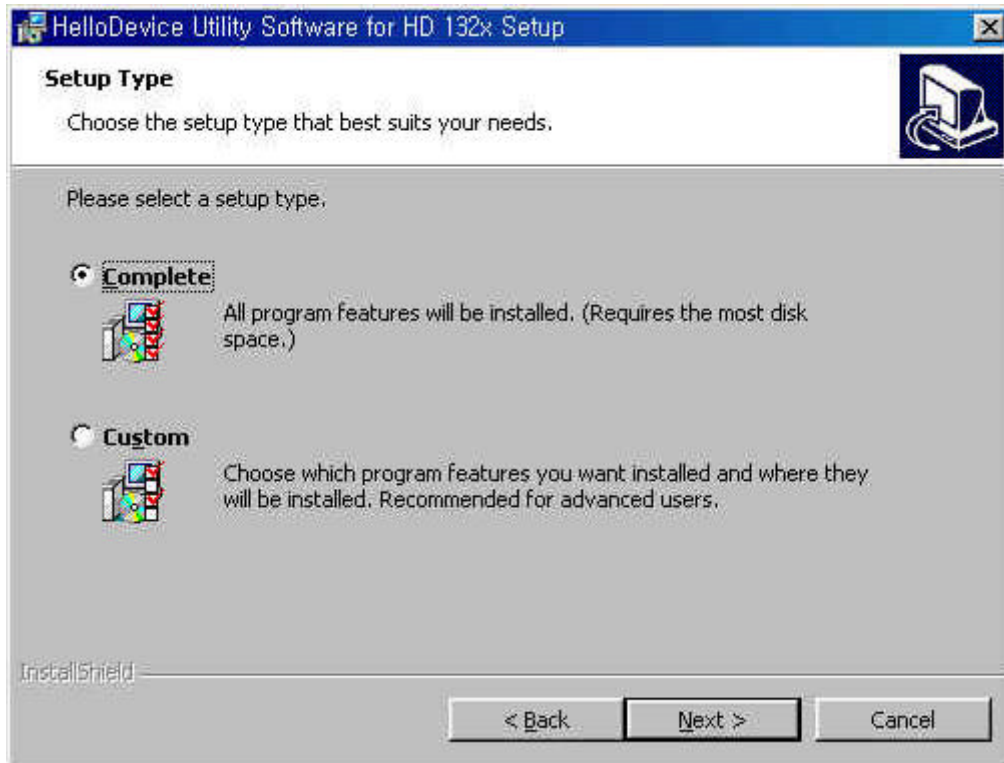 HelloDevice Utility Software for HD 132x Setup
Setup Type
Choose the setup type that best suits your needs.
Please select a setup type.
Complete
All program features will be installed. (Requires the most disk
space.)
Custom
Choose which program features you want installed and where they
will be installed. Recommended for advanced users.
InstallShield
< Back
Next >
Cancel